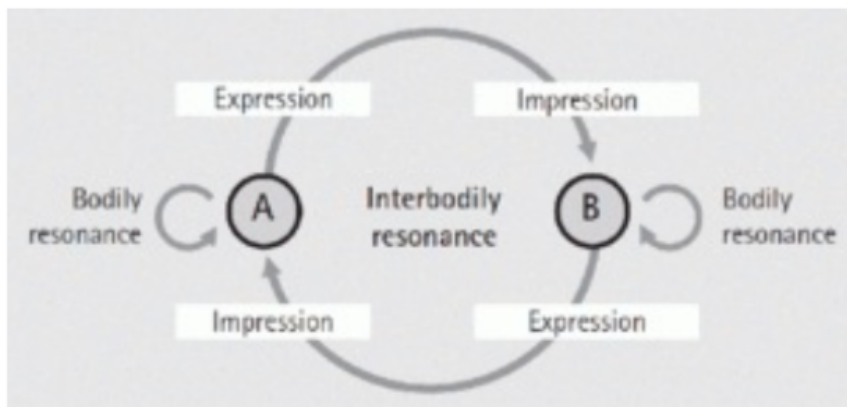 Expression
Impression
Bodily
resonance
A
Interbodily
resonance
B
Bodily
resonance
Impression
Expression